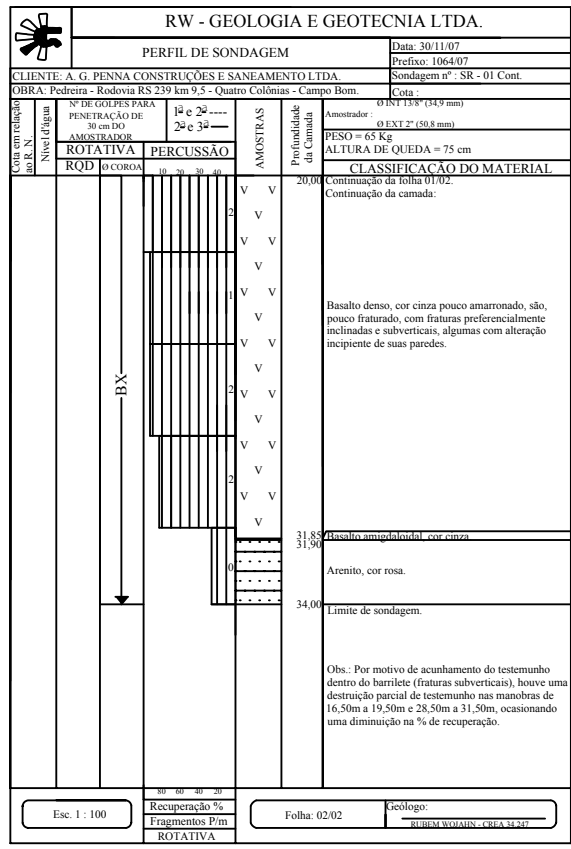 RW - GEOLOGIA E GEOTECNIA LTDA.
PERFIL DE SONDAGEM
Data: 30/11/07
Prefixo: 1064/07
CLIENTE: A. G. PENNA CONSTRUÇÕES E SANEAMENTO LTDA.
Sondagem nº : SR - 01 Cont.
OBRA: Pedreira - Rodovia RS 239 km 9,5 - Quatro Colônias - Campo Bom.
Cota :
Cota em relação
ao R. N.
Nível d'água
Nº DE GOLPES PARA
PENETRAÇÃO DE
30 cm DO
AMOSTRADOR
1ª e 2ª ----
2ª e 3ª
AMOSTRAS
Profundidade
da Camada
Ø INT 13/8" (34,9 mm)
Amostrador :
Ø EXT 2" (50,8 mm)
PESO = 65 Kg
ALTURA DE QUEDA = 75 cm
ROTATIVA
PERCUSSÃO
RQD
Ø COROA
10 20 30 40
CLASSIFICAÇÃO DO MATERIAL
20,00
Continuação da folha 01/02.
Continuação da camada:
V V
2
V
V V
V
V V
1
V
V V
V
V V
2
V
V V
V
V V
2
V
V V
V
BX
Basalto denso, cor cinza pouco amarronado, são,
pouco fraturado, com fraturas preferencialmente
inclinadas e subverticais, algumas com alteração
incipiente de suas paredes.
31,85
Basalto amigdaloidal, cor cinza
31,90
0
Arenito, cor rosa.
34,00
Limite de sondagem.
Obs.: Por motivo de acunhamento do testemunho
dentro do barrilete (fraturas subverticais), houve uma
destruição parcial de testemunho nas manobras de
16,50m a 19,50m e 28,50m a 31,50m, ocasionando
uma diminuição na % de recuperação.
80 60 40 20
Esc. 1 : 100
Recuperação %
Fragmentos P/m
ROTATIVA
Folha: 02/02
Geólogo:
RUBEM WOJAHN - CREA 34.247